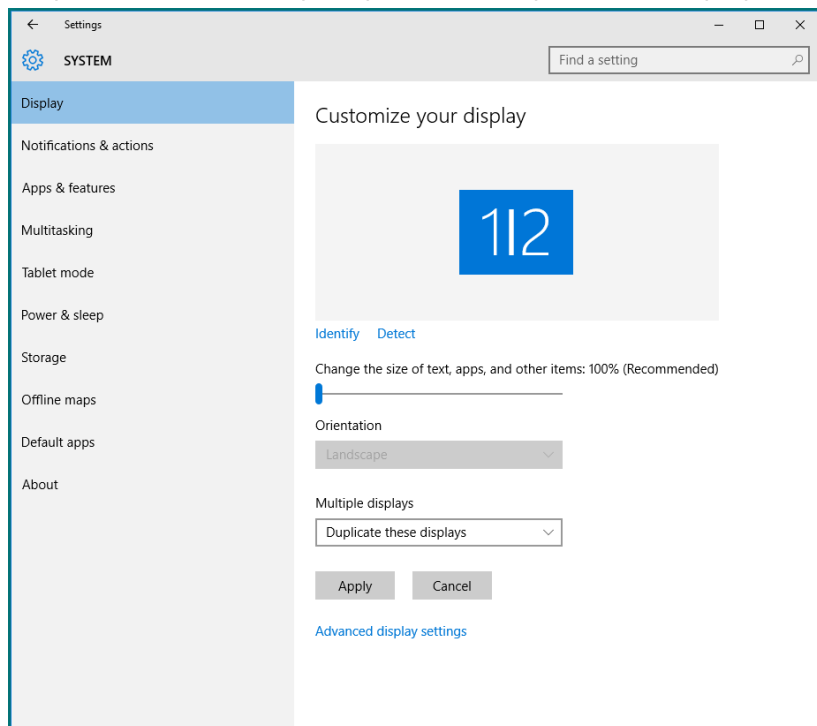 Settings
SYSTEM
Find a setting
Display
Notifications & actions
Apps & features
Multitasking
Tablet mode
Power & sleep
Storage
Offline maps
Default apps
About
Customize your display
1|2
Identify Detect
Change the size of text, apps, and other items: 100% (Recommended)
Orientation
Landscape
Multiple displays
Duplicate these displays
Apply Cancel
Advanced display settings